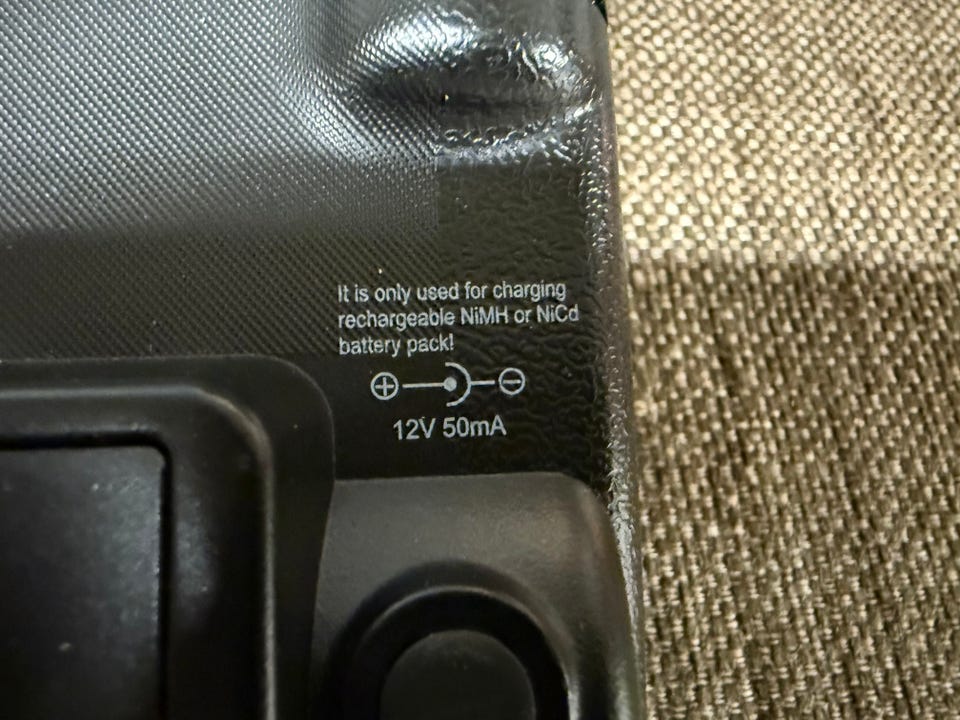 It is only used for charging
rechargeable NiMH or NiCd
battery pack!
12V 50mA